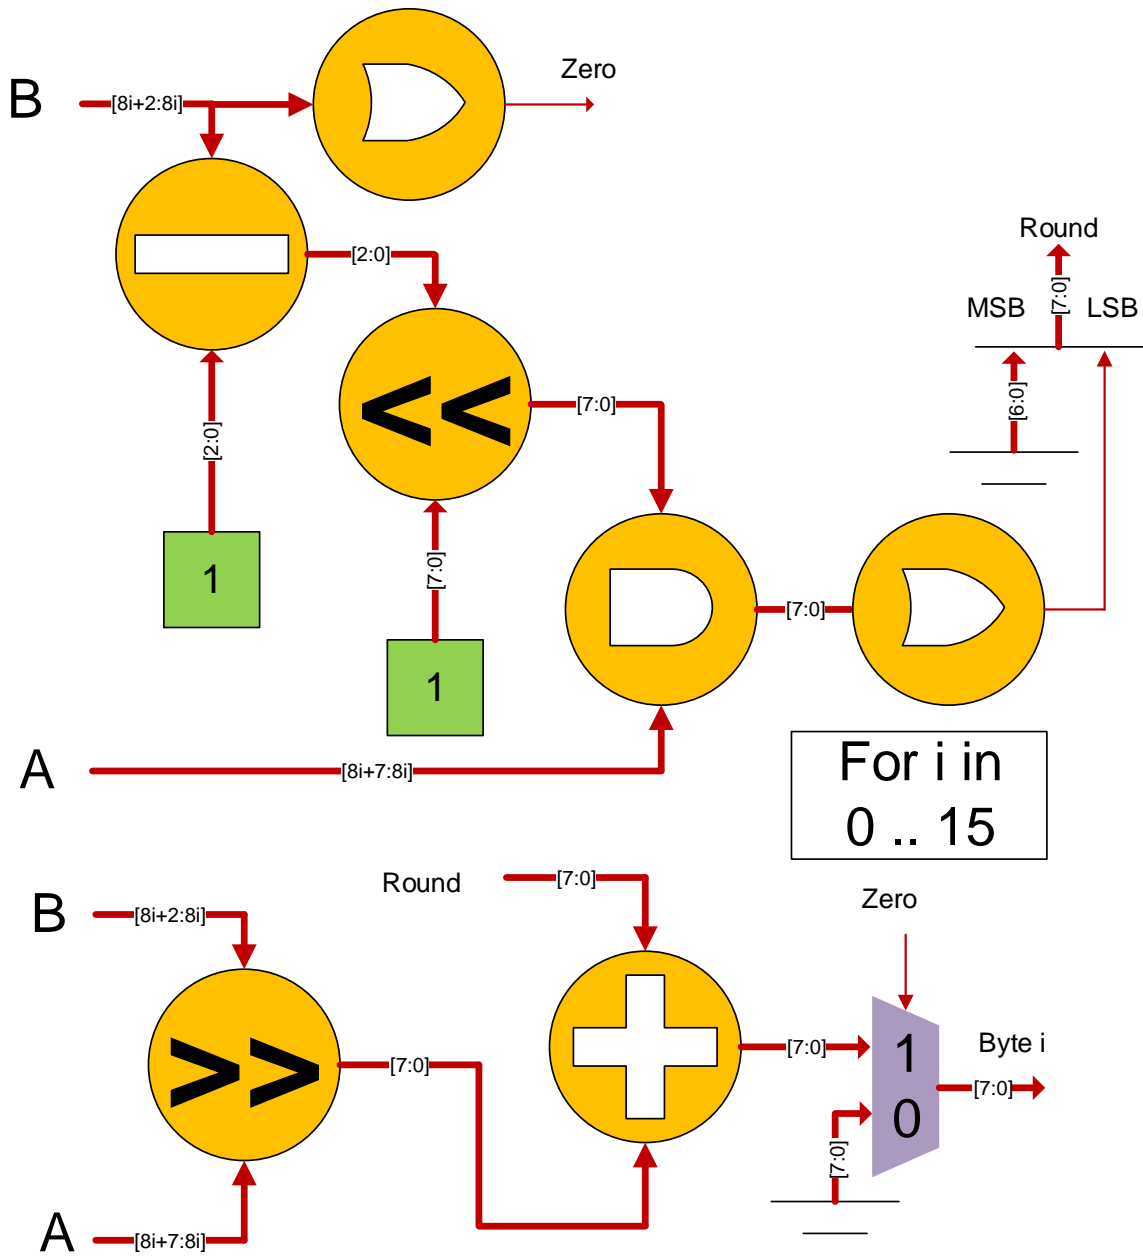 B
[8i+2:8i]
Zero
[2:0]
Round
MSB
[7:0]
LSB
<<
[7:0]
[6:0]
[2:0]
1
[7:0]
1
[7:0]
A
[8i+7:8i]
For i in
0 .. 15
Round
[7:0]
B
[8i+2:8i]
Zero
>>
[7:0]
[7:0]
1
0
Byte i
[7:0]
[7:0]
A
[8i+7:8i]